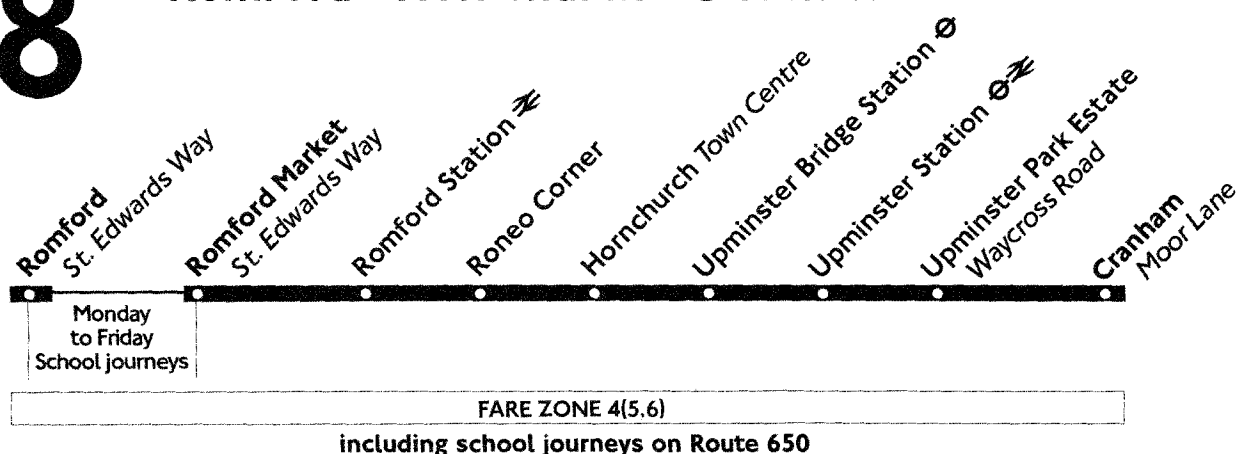 8
Romford
St. Edwards Way
Romford Market
St. Edwards Way
Romford Station
Roneo Corner
Hornchurch Town Centre
Upminster Bridge Station
Upminster Station
Upminster Park Estate
Waycross Road
Cranham
Moor Lane
Monday
to Friday
School journeys
FARE ZONE 4(5,6)
including school journeys on Route 650